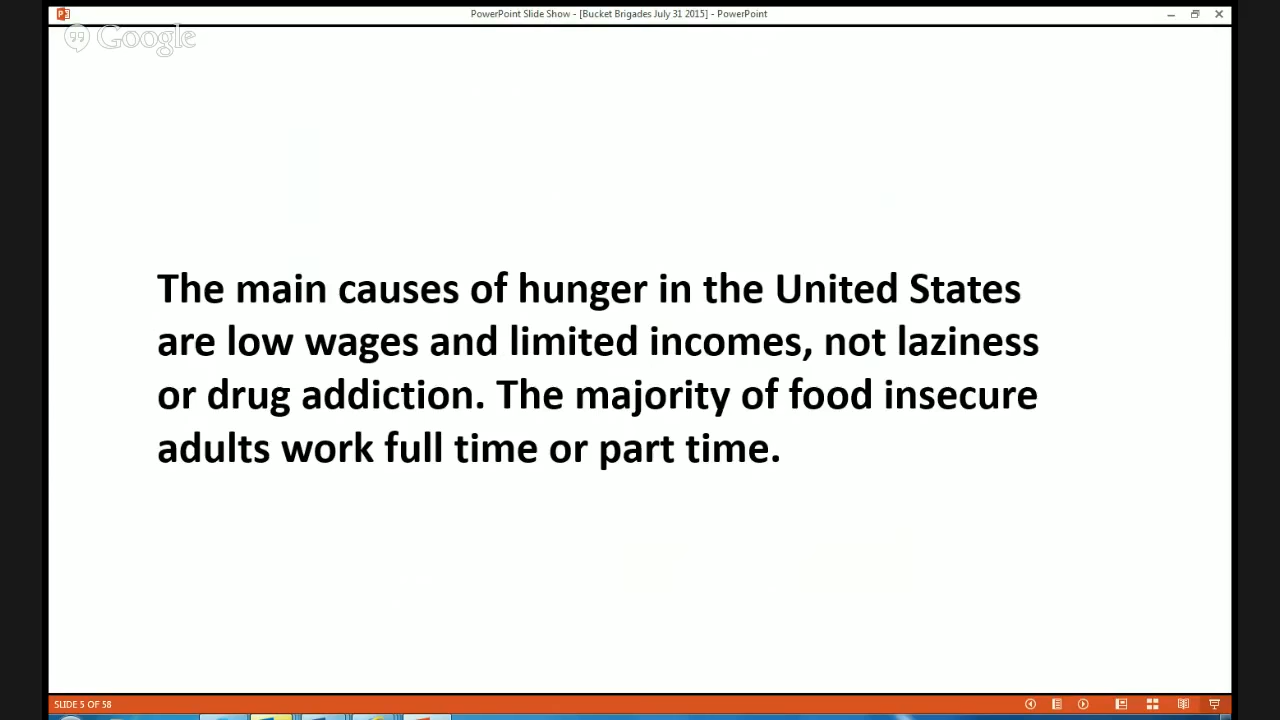 PowerPoint Slide Show - [Bucket Brigades July 31 2015] - PowerPoint
Google
The main causes of hunger in the United States
are low wages and limited incomes, not laziness
or drug addiction. The majority of food insecure
adults work full time or part time.
SLIDE 5 OF 58